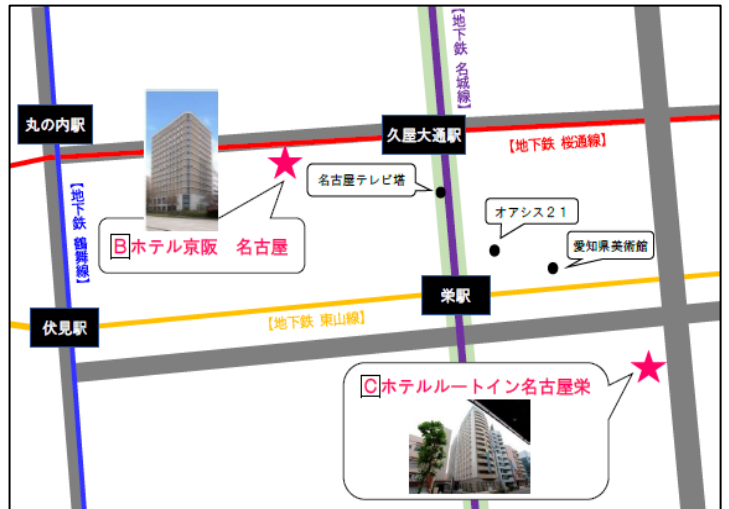 【地下鉄 名城線】
丸の内駅
久屋大通駅
【地下鉄 桜通線】
名古屋テレビ塔
【地下鉄 鶴舞線】
オアシス２１
Bホテル京阪　名古屋
愛知県美術館
栄駅
伏見駅
【地下鉄 東山線】
Cホテルルートイン名古屋栄